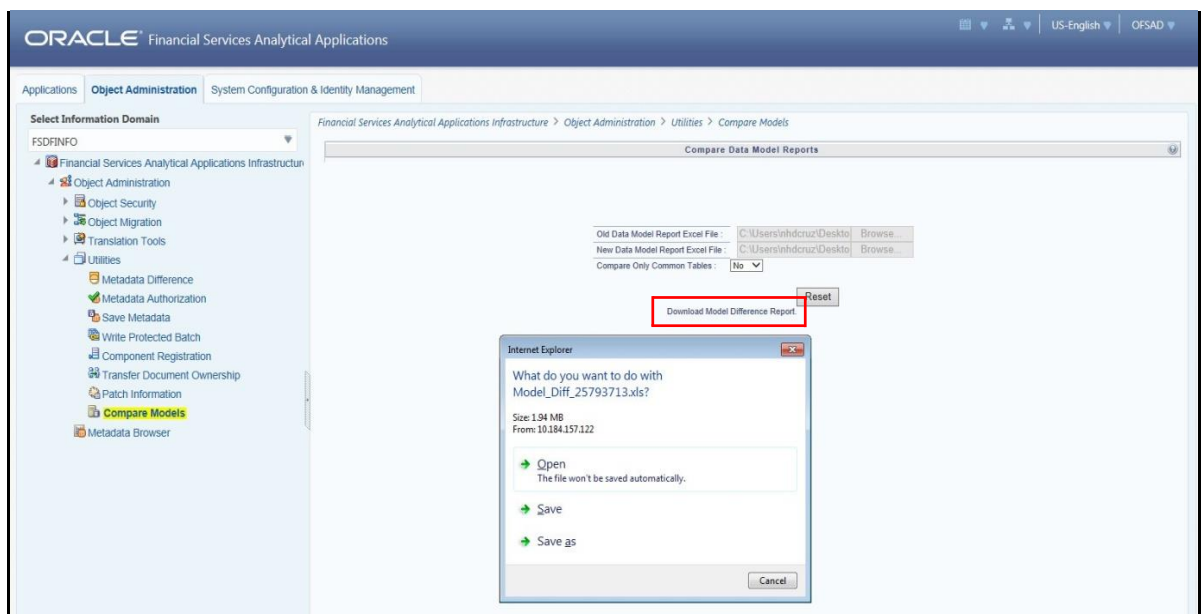 US-English OFSAD
ORACLE® Financial Services Analytical Applications
Applications Object Administration System Configuration & Identity Management
Select Information Domain
FSDFINFO
Financial Services Analytical Applications Infrastructun
Object Administration
Object Security
Object Migration
Translation Tools
Utilities
Metadata Difference
Metadata Authorization
Save Metadata
Write Protected Batch
Component Registration
Transfer Document Ownership
Patch Information
Compare Models
Metadata Browser
Financial Services Analytical Applications Infrastructure > Object Administration > Utilities > Compare Models
Compare Data Model Reports
Old Data Model Report Excel File : C:\Users\nhdcruz\Deskto Browse...
New Data Model Report Excel File : C:\Users\nhdcruz\Deskto Browse...
Compare Only Common Tables : No
Reset
Download Model Difference Report.
Internet Explorer
What do you want to do with
Model_Diff_25793713.xls?
Size: 1.94 MB
From: 10.184.157.122
Open
The file won't be saved automatically.
Save
Save as
Cancel